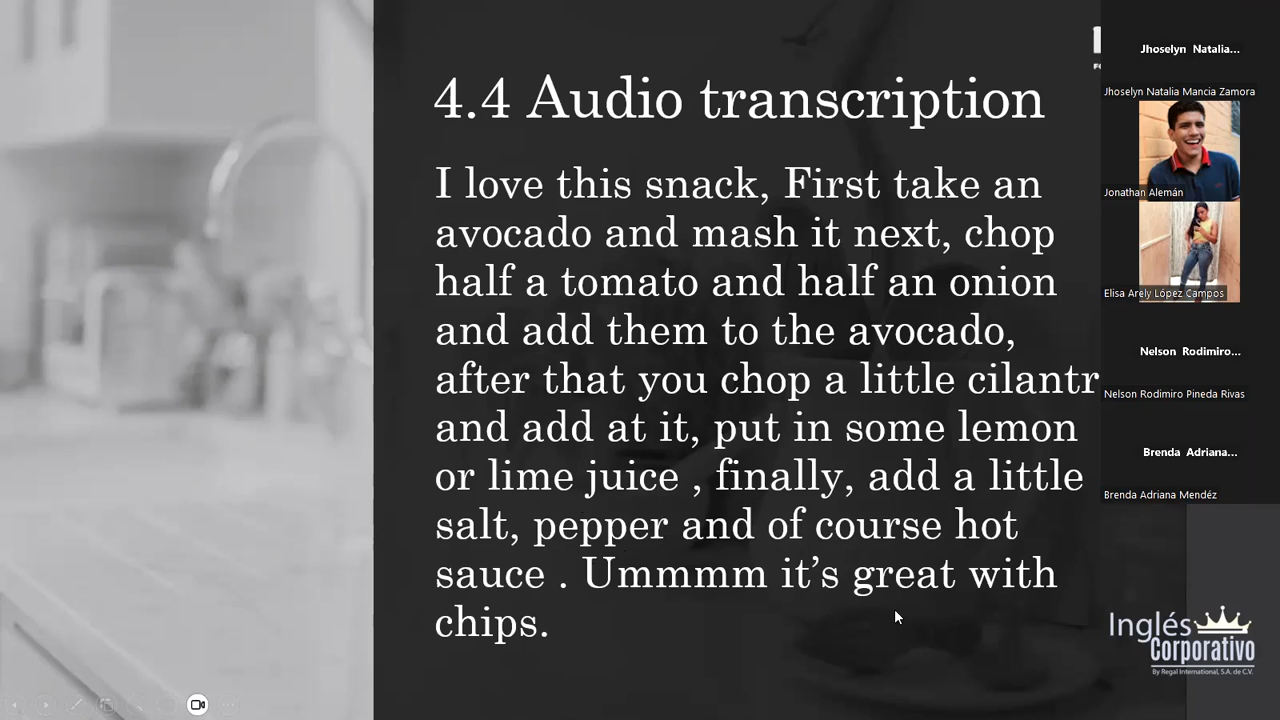 4.4 Audio transcription
I love this snack, First take an
avocado and mash it next, chop
half a tomato and half an onion
and add them to the avocado,
after that you chop a little cilantr
and add at it, put in some lemon
or lime juice , finally, add a little
salt, pepper and of course hot
sauce . Ummmm it’s great with
chips.
Jhoselyn Natalia...
Jhoselyn Natalia Mancia Zamora
Jonathan Alemán
Elisa Arely López Campos
Nelson Rodimiro...
Nelson Rodimiro Pineda Rivas
Brenda Adriana...
Brenda Adriana Mendéz
Inglés
Corporativo
By Regal International, S.A. de C.V.